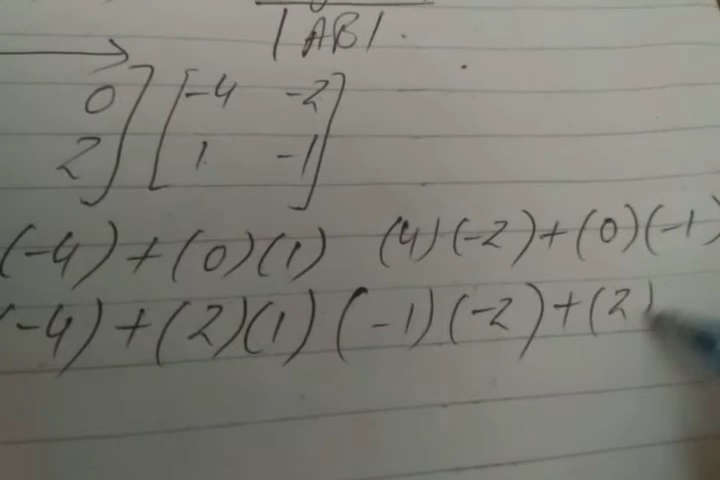 |AB|.
0] [-4 -2]
2] [1 -1]
(-4)+(0)(1) (4)(-2)+(0)(-1)
(-4)+(2)(1) (-1)(-2)+(2)